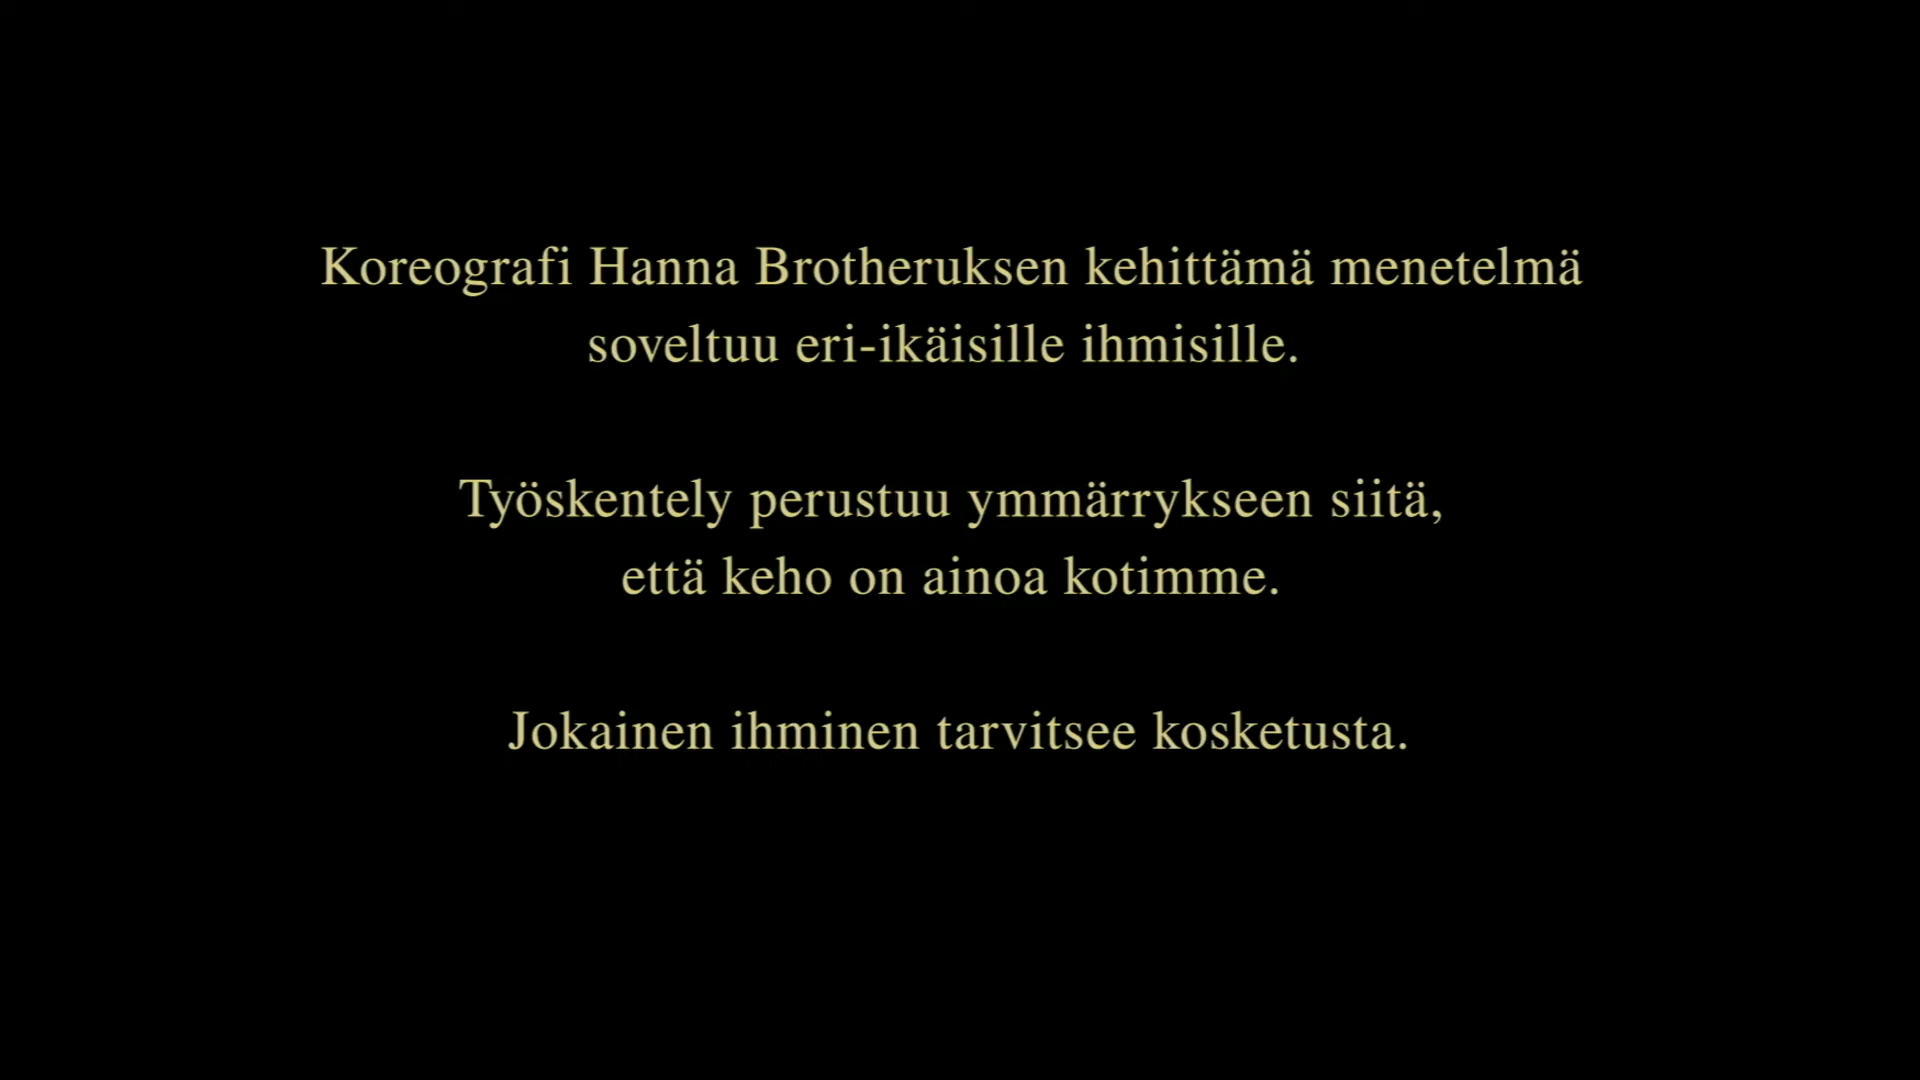 Koreografi Hanna Brotheruksen kehittämä menetelmä
soveltuu eri-ikäisille ihmisille.
Työskentely perustuu ymmärrykseen siitä,
että keho on ainoa kotimme.
Jokainen ihminen tarvitsee kosketusta.